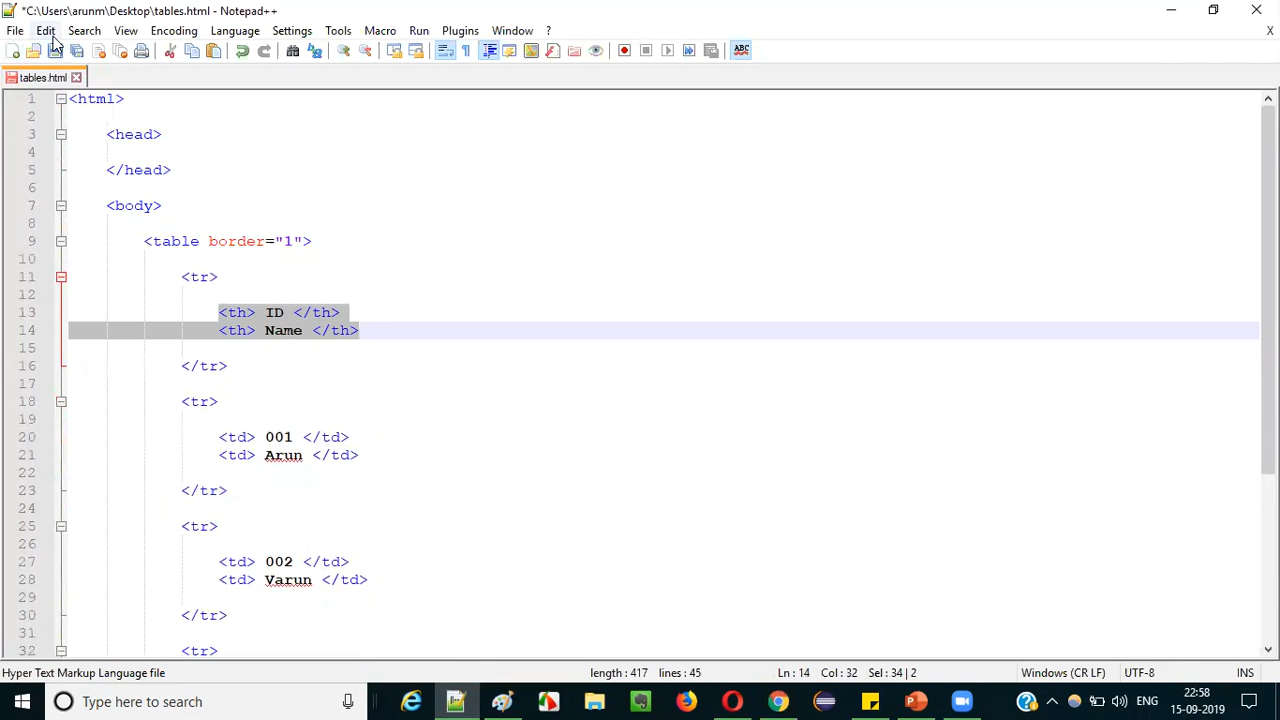 *C:\Users\arunm\Desktop\tables.html - Notepad++
File Edit Search View Encoding Language Settings Tools Macro Run Plugins Window ? X
ABC
tables.html
1 <html>
2
3 <head>
4
5 </head>
6
7 <body>
8
9 <table border="1">
10
11 <tr>
12
13 <th> ID </th>
14 <th> Name </th>
15
16 </tr>
17
18 <tr>
19
20 <td> 001 </td>
21 <td> Arun </td>
22
23 </tr>
24
25 <tr>
26
27 <td> 002 </td>
28 <td> Varun </td>
29
30 </tr>
31
32 <tr>
Hyper Text Markup Language file length : 417 lines : 45 Ln : 14 Col : 32 Sel : 34 | 2 Windows (CR LF) UTF-8 INS
Type here to search ENG 22:58
15-09-2019